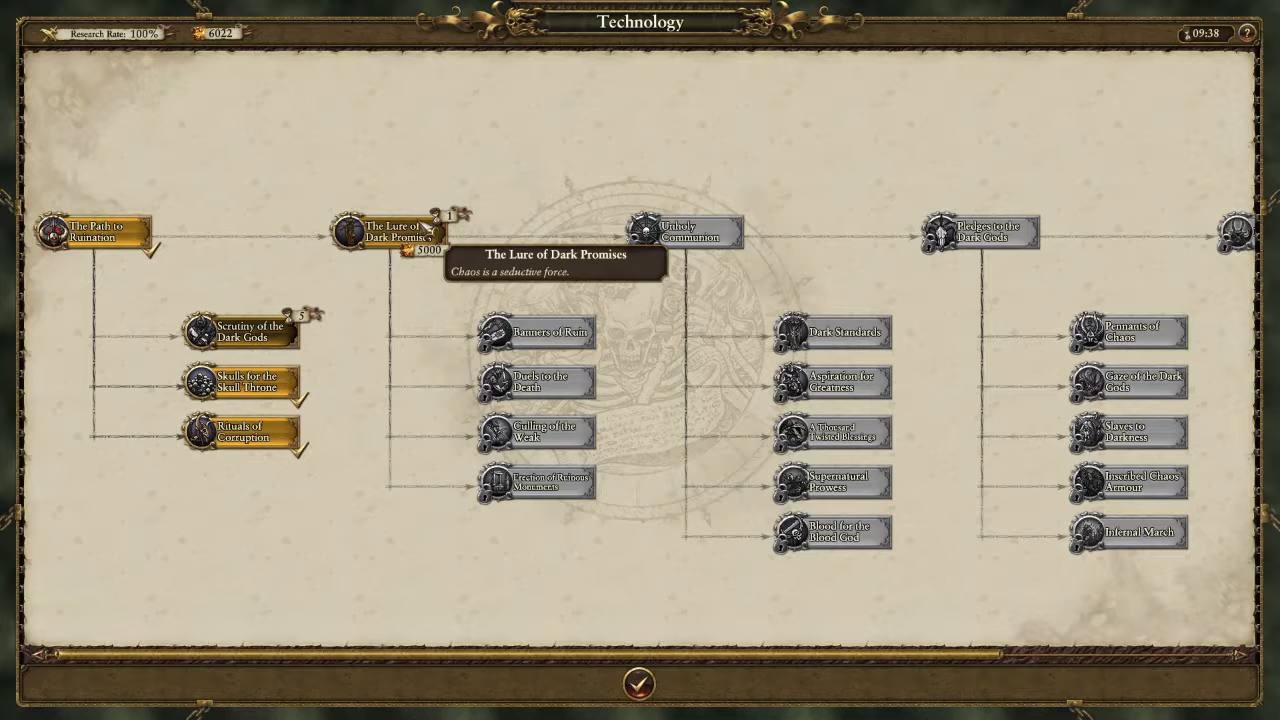 Technology
Research Rate: 100%
6022
09:38
?
The Path to
Ruination
The Lure of
Dark Promises
1
5000
Unholy
Communion
Pledges to the
Dark Gods
The Lure of Dark Promises
Chaos is a seductive force.
Scrutiny of the
Dark Gods
5
Banners of Ruin
Dark Standards
Pennants of
Chaos
Skulls for the
Skull Throne
Duels to the
Death
Aspiration for
Greatness
Gaze of the Dark
Gods
Rituals of
Corruption
Culling of the
Weak
A Thousand
Twisted Blessings
Slaves to
Darkness
Erection of Ruinous
Monuments
Supernatural
Prowess
Inscribed Chaos
Armour
Blood for the
Blood God
Infernal March